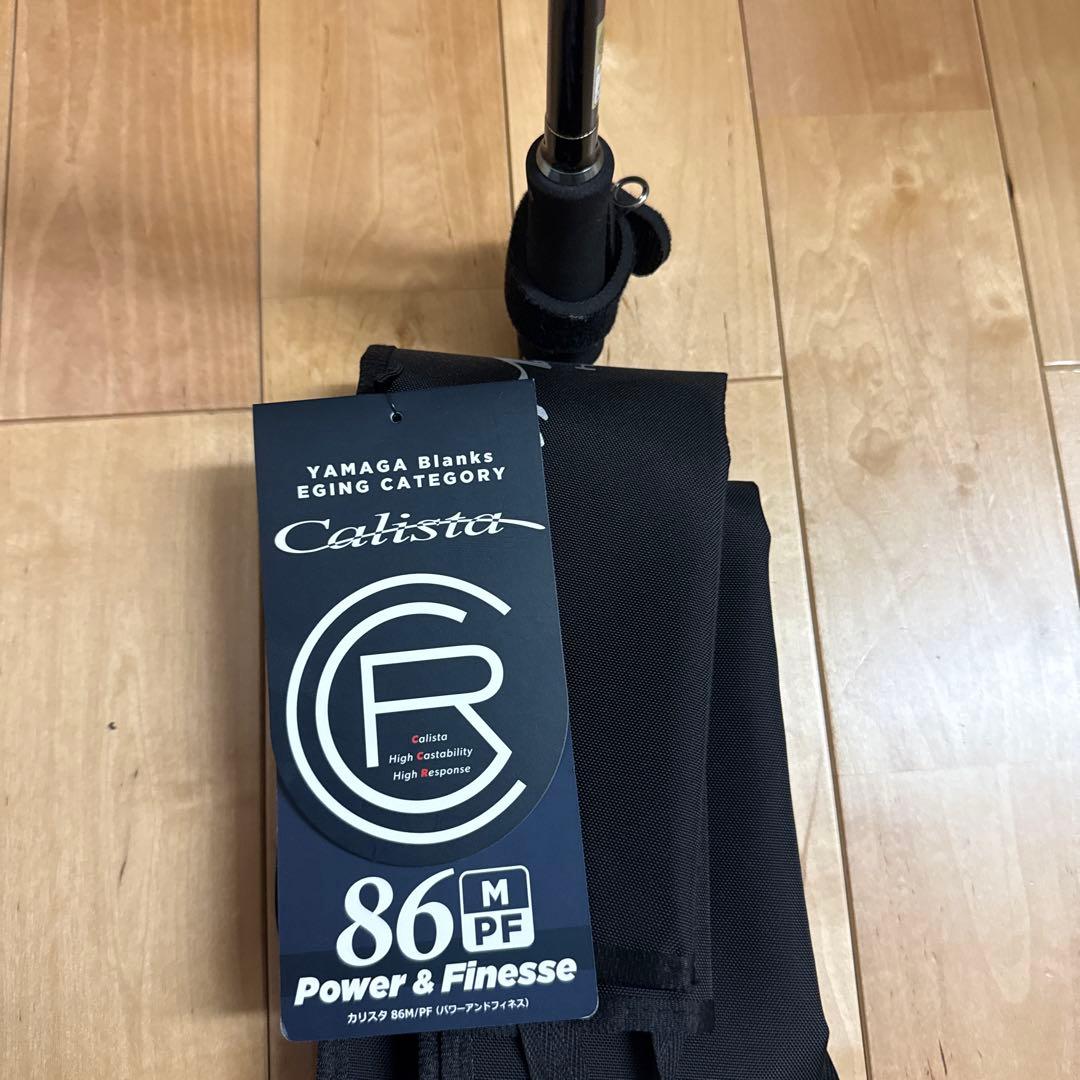 YAMAGA Blanks
EGING CATEGORY
Calista
CCR
Calista
High Castability
High Response
86 M
PF
Power & Finesse
カリスタ 86M/PF (パワーアンドフィネス)